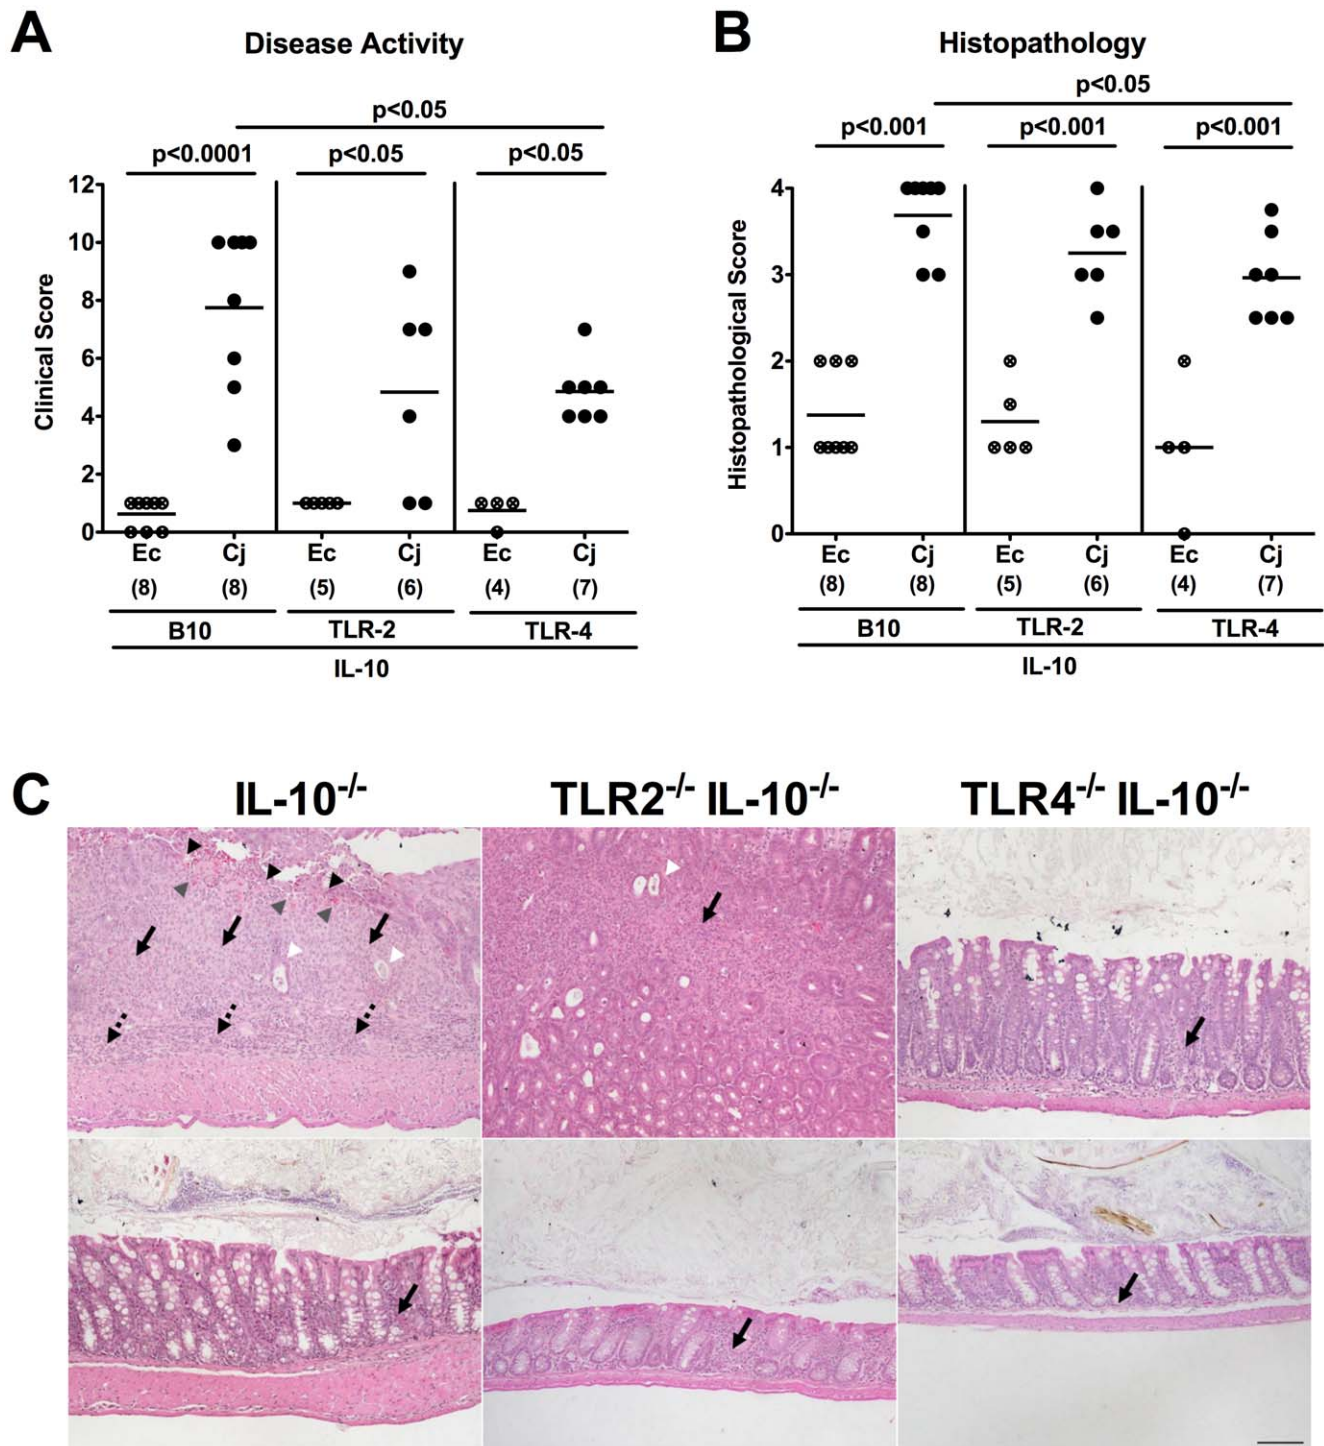 A
Disease Activity
p<0.05
p<0.0001 p<0.05 p<0.05
Clinical Score
12
10
8
6
4
2
0
Ec Cj Ec Cj Ec Cj
(8) (8) (5) (6) (4) (7)
B10 TLR-2 TLR-4
IL-10
B
Histopathology
p<0.05
p<0.001 p<0.001 p<0.001
Histopathological Score
4
3
2
1
0
Ec Cj Ec Cj Ec Cj
(8) (8) (5) (6) (4) (7)
B10 TLR-2 TLR-4
IL-10
C
IL-10-/- TLR2-/- IL-10-/- TLR4-/- IL-10-/-